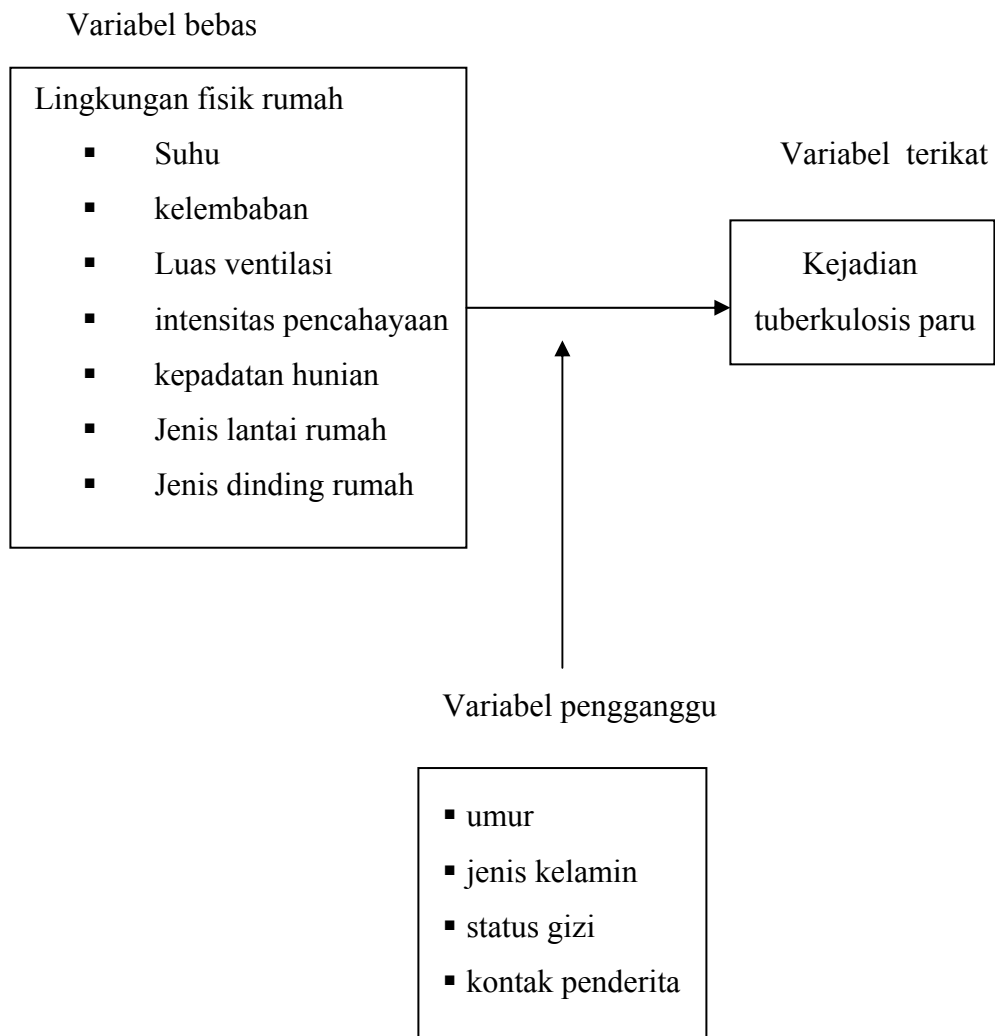 Variabel bebas
Lingkungan fisik rumah
▪ Suhu
▪ kelembaban
▪ Luas ventilasi
▪ intensitas pencahayaan
▪ kepadatan hunian
▪ Jenis lantai rumah
▪ Jenis dinding rumah
Variabel terikat
Kejadian
tuberkulosis paru
Variabel pengganggu
▪ umur
▪ jenis kelamin
▪ status gizi
▪ kontak penderita